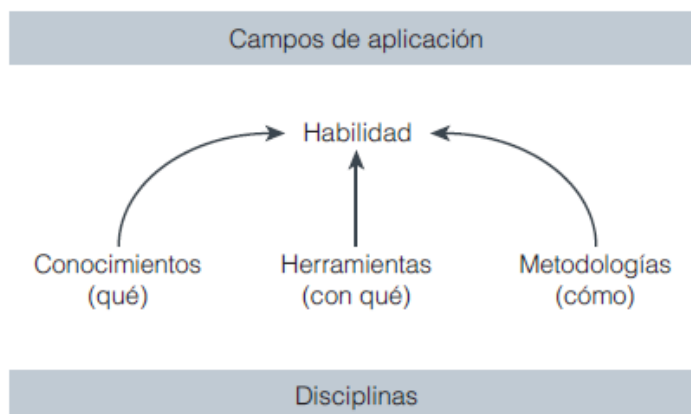 Campos de aplicación
Habilidad
Conocimientos
(qué)
Herramientas
(con qué)
Metodologías
(cómo)
Disciplinas